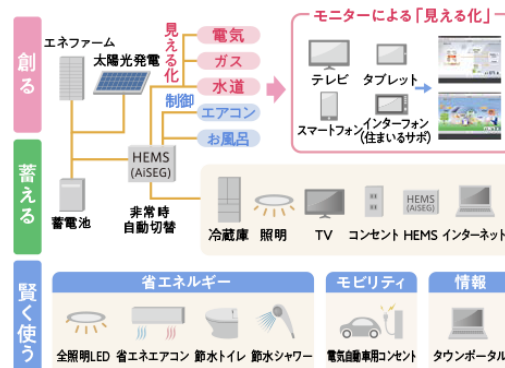 創る
エネファーム
太陽光発電
見える化
電気
ガス
水道
制御
エアコン
お風呂
モニターによる「見える化」
テレビ
タブレット
スマートフォン
インターフォン
(住まいるサポ)
蓄える
蓄電池
HEMS
(AiSEG)
非常時
自動切替
冷蔵庫
照明
TV
コンセント
HEMS
(AiSEG)
HEMS
インターネット
賢く使う
省エネルギー
全照明LED
省エネエアコン
節水トイレ
節水シャワー
モビリティ
電気自動車用コンセント
情報
タウンポータル